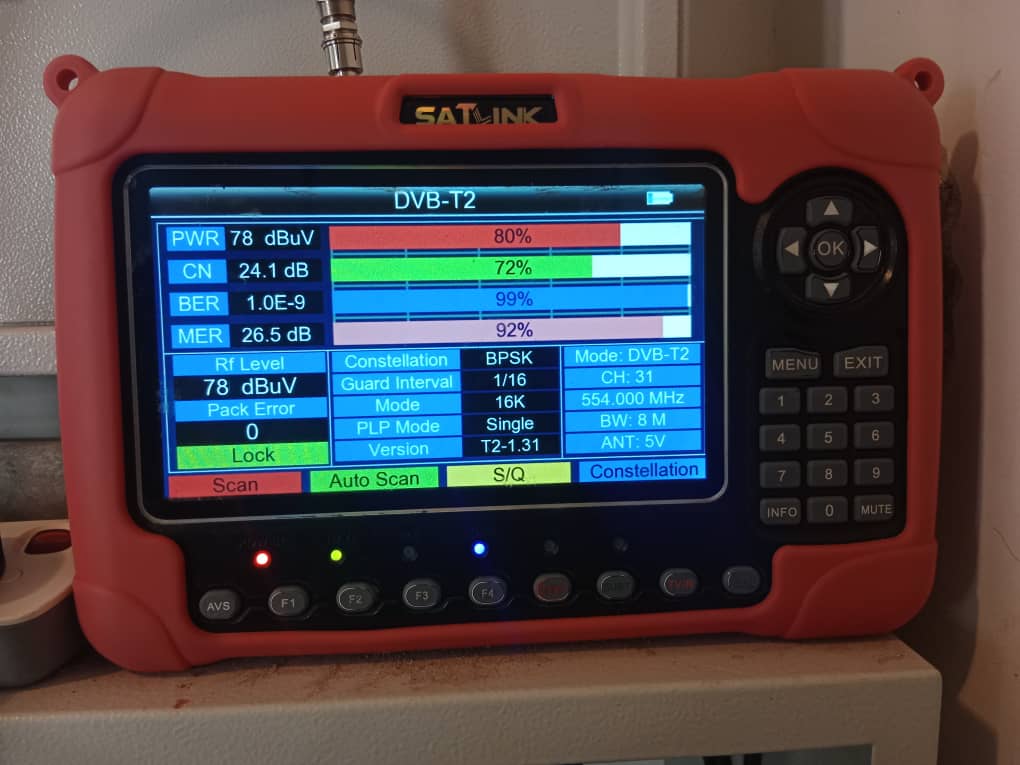 SATLINK
DVB-T2
PWR 78 dBuV 80%
CN 24.1 dB 72%
BER 1.0E-9 99%
MER 26.5 dB 92%
Rf Level
78 dBuV
Pack Error
0
Lock
Constellation BPSK
Guard Interval 1/16
Mode 16K
PLP Mode Single
Version T2-1.31
Mode: DVB-T2
CH: 31
554.000 MHz
BW: 8 M
ANT: 5V
Scan Auto Scan S/Q Constellation
OK
MENU EXIT
1 2 3
4 5 6
7 8 9
INFO 0 MUTE
AVS F1 F2 F3 F4